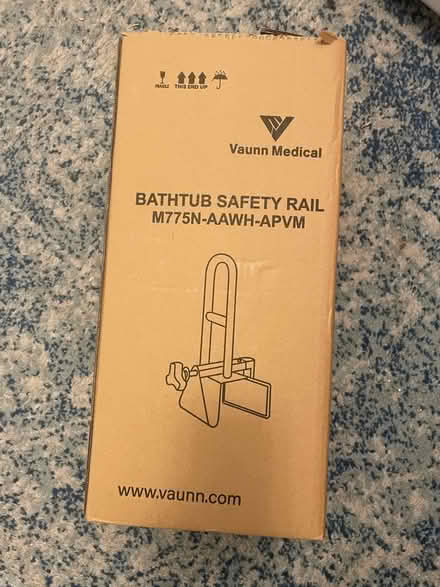 FRAGILE THIS END UP
Vaunn Medical
BATHTUB SAFETY RAIL
M775N-AAWH-APVM
www.vaunn.com